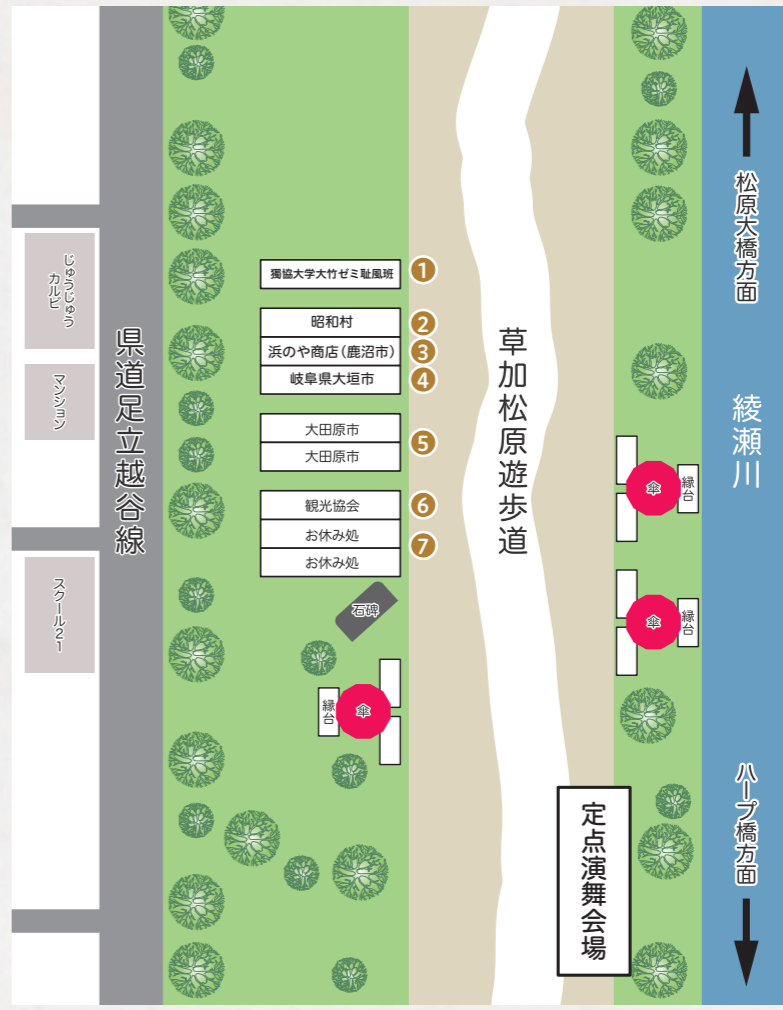 じゅうじゅう
カルビ
マンション
スクール21
県道足立越谷線
獨協大学大竹ゼミ耻風班
1
昭和村
2
浜のや商店(鹿沼市)
3
岐阜県大垣市
4
大田原市
大田原市
5
観光協会
6
お休み処
お休み処
7
石碑
縁台
傘
草加松原遊歩道
傘
縁台
傘
縁台
定点演舞会場
松原大橋方面
綾瀬川
ハープ橋方面